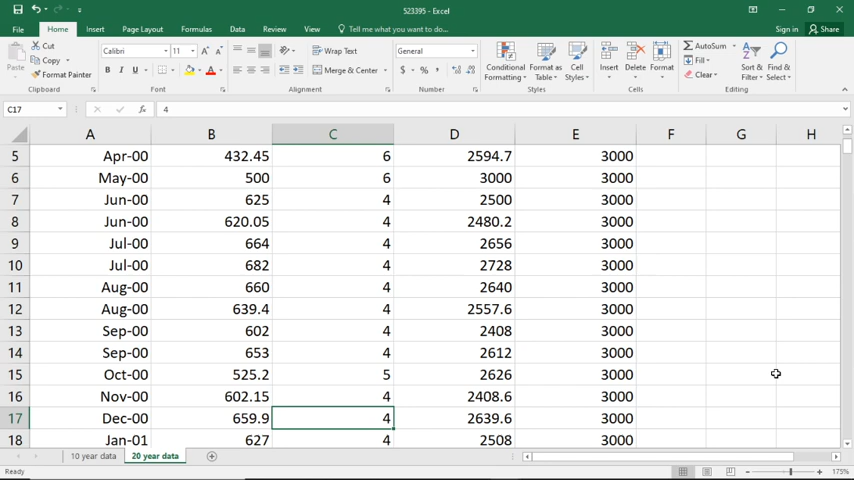 523395 - Excel
File Home Insert Page Layout Formulas Data Review View Tell me what you want to do... Sign in Share
Paste Cut Copy Format Painter Clipboard
Calibri 11 A A B I U A Font
Wrap Text Merge & Center Alignment
General $ % , Number
Conditional Formatting Format as Table Cell Styles Styles
Insert Delete Format Cells
AutoSum Fill Clear Sort & Filter Find & Select Editing
C17 fx 4
A B C D E F G H
5 Apr-00 432.45 6 2594.7 3000
6 May-00 500 6 3000 3000
7 Jun-00 625 4 2500 3000
8 Jun-00 620.05 4 2480.2 3000
9 Jul-00 664 4 2656 3000
10 Jul-00 682 4 2728 3000
11 Aug-00 660 4 2640 3000
12 Aug-00 639.4 4 2557.6 3000
13 Sep-00 602 4 2408 3000
14 Sep-00 653 4 2612 3000
15 Oct-00 525.2 5 2626 3000
16 Nov-00 602.15 4 2408.6 3000
17 Dec-00 659.9 4 2639.6 3000
18 Jan-01 627 4 2508 3000
10 year data 20 year data
Ready 175%